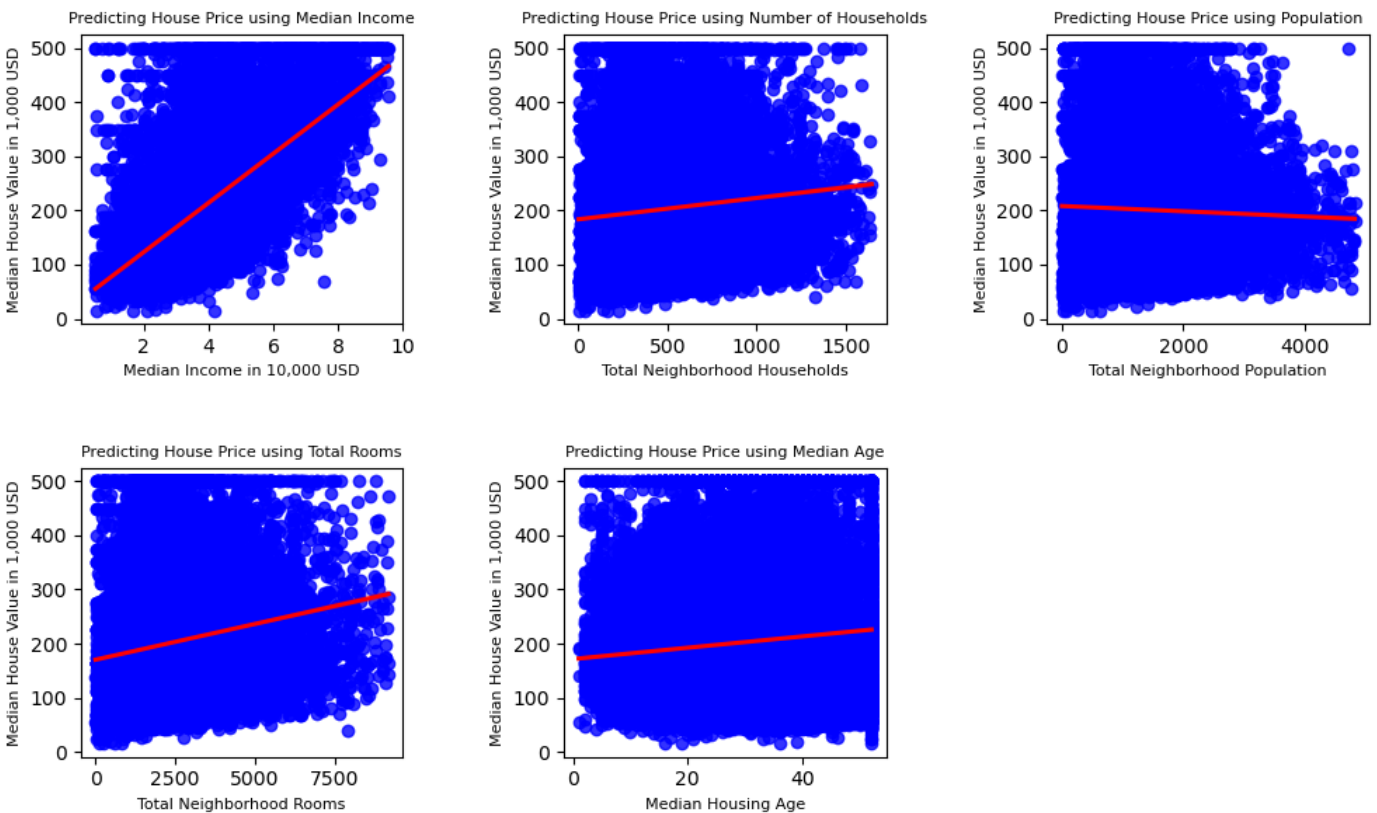 Predicting House Price using Median Income
Median House Value in 1,000 USD
500
400
300
200
100
0
2 4 6 8 10
Median Income in 10,000 USD
Predicting House Price using Number of Households
Median House Value in 1,000 USD
500
400
300
200
100
0
0 500 1000 1500
Total Neighborhood Households
Predicting House Price using Population
Median House Value in 1,000 USD
500
400
300
200
100
0
0 2000 4000
Total Neighborhood Population
Predicting House Price using Total Rooms
Median House Value in 1,000 USD
500
400
300
200
100
0
0 2500 5000 7500
Total Neighborhood Rooms
Predicting House Price using Median Age
Median House Value in 1,000 USD
500
400
300
200
100
0
0 20 40
Median Housing Age